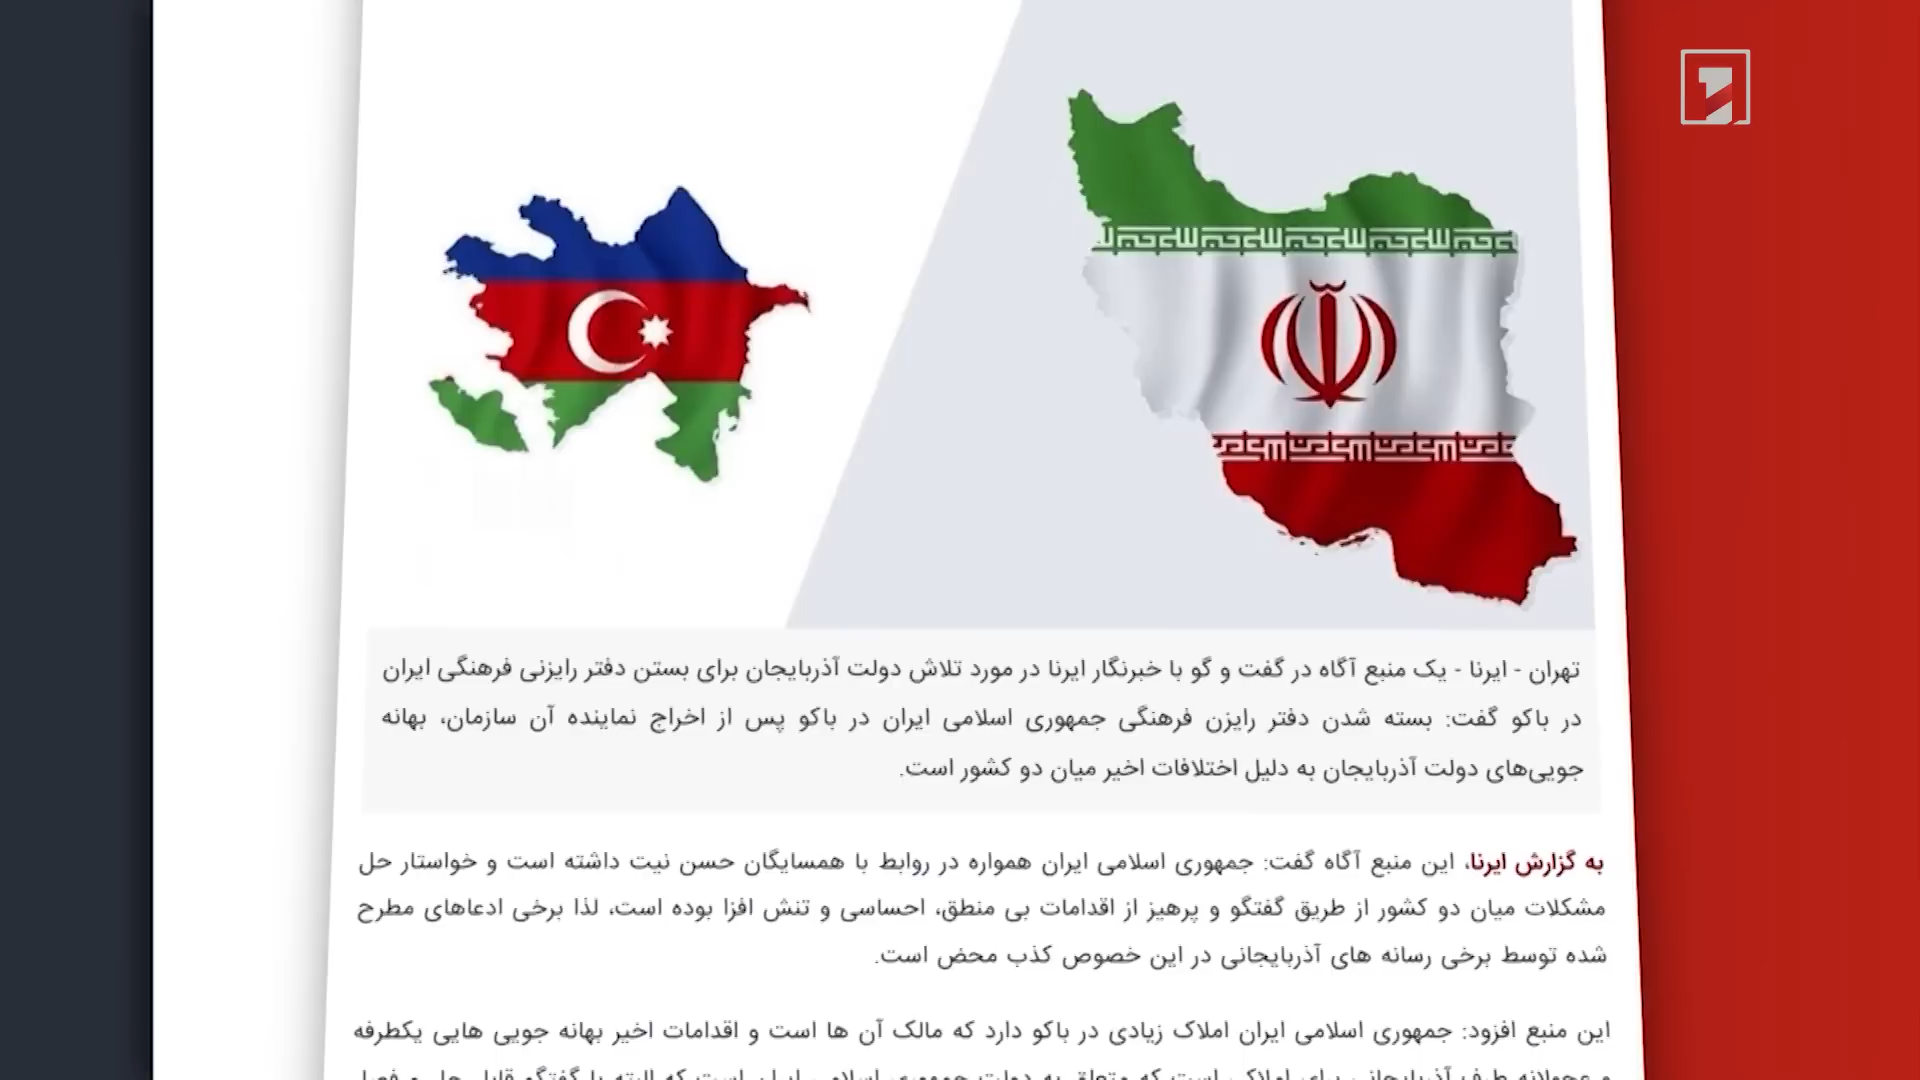 تهران - ایرنا - یک منبع آگاه در گفت و گو با خبرنگار ایرنا در مورد تلاش دولت آذربایجان برای بستن دفتر رایزنی فرهنگی ایران
در باکو گفت: بسته شدن دفتر رایزن فرهنگی جمهوری اسلامی ایران در باکو پس از اخراج نماینده آن سازمان، بهانه
جویی‌های دولت آذربایجان به دلیل اختلافات اخیر میان دو کشور است.
به گزارش ایرنا، این منبع آگاه گفت: جمهوری اسلامی ایران همواره در روابط با همسایگان حسن نیت داشته است و خواستار حل
مشکلات میان دو کشور از طریق گفتگو و پرهیز از اقدامات بی منطق، احساسی و تنش افزا بوده است، لذا برخی ادعاهای مطرح
شده توسط برخی رسانه های آذربایجانی در این خصوص کذب محض است.
این منبع افزود: جمهوری اسلامی ایران املاک زیادی در باکو دارد که مالک آن ها است و اقدامات اخیر بهانه جویی هایی یکطرفه